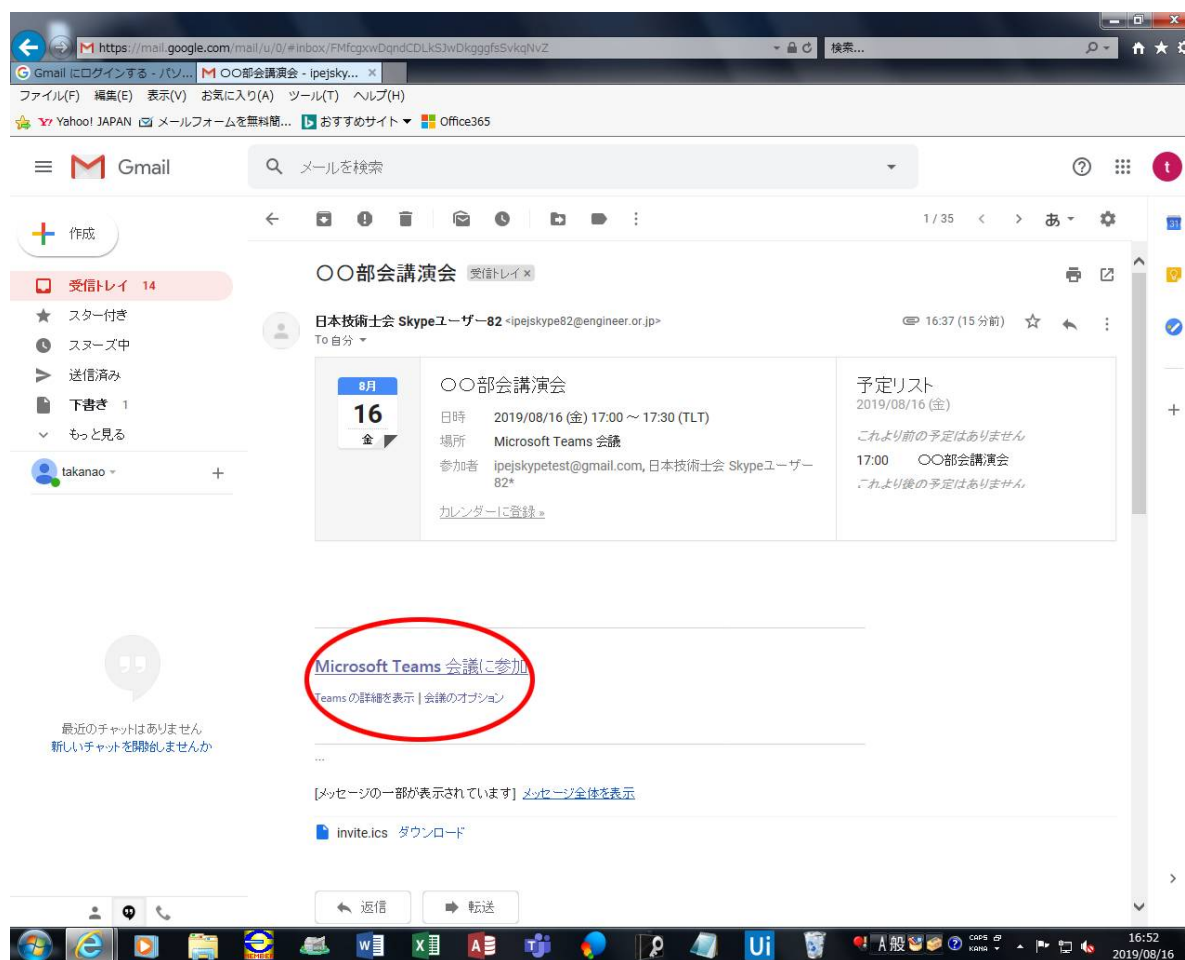 https://mail.google.com/mail/u/0/#inbox/FMfcgxwDqndCDLkSJwDkgggfsSvkqNvZ
検索...
Gmail にログインする - パソ...
〇〇部会講演会 - ipejsky...
ファイル(F) 編集(E) 表示(V) お気に入り(A) ツール(T) ヘルプ(H)
Yahoo! JAPAN メールフォームを無料簡... おすすめサイト Office365
Gmail
メールを検索
t
作成
1 / 35
あ
31
受信トレイ 14
スター付き
スヌーズ中
送信済み
下書き 1
もっと見る
takanao
〇〇部会講演会 受信トレイ ×
日本技術士会 Skypeユーザー82 <ipejskype82@engineer.or.jp>
16:37 (15 分前)
To 自分
8月
16
金
〇〇部会講演会
日時 2019/08/16 (金) 17:00 ~ 17:30 (TLT)
場所 Microsoft Teams 会議
参加者 ipejskypetest@gmail.com, 日本技術士会 Skypeユーザー
82*
カレンダーに登録 »
予定リスト
2019/08/16 (金)
これより前の予定はありません
17:00 〇〇部会講演会
これより後の予定はありません
Microsoft Teams 会議に参加
Teams の詳細を表示 | 会議のオプション
...
[メッセージの一部が表示されています] メッセージ全体を表示
invite.ics ダウンロード
最近のチャットはありません
新しいチャットを開始しませんか
返信
転送
Ui
A 般
CAPS
KANA
16:52
2019/08/16